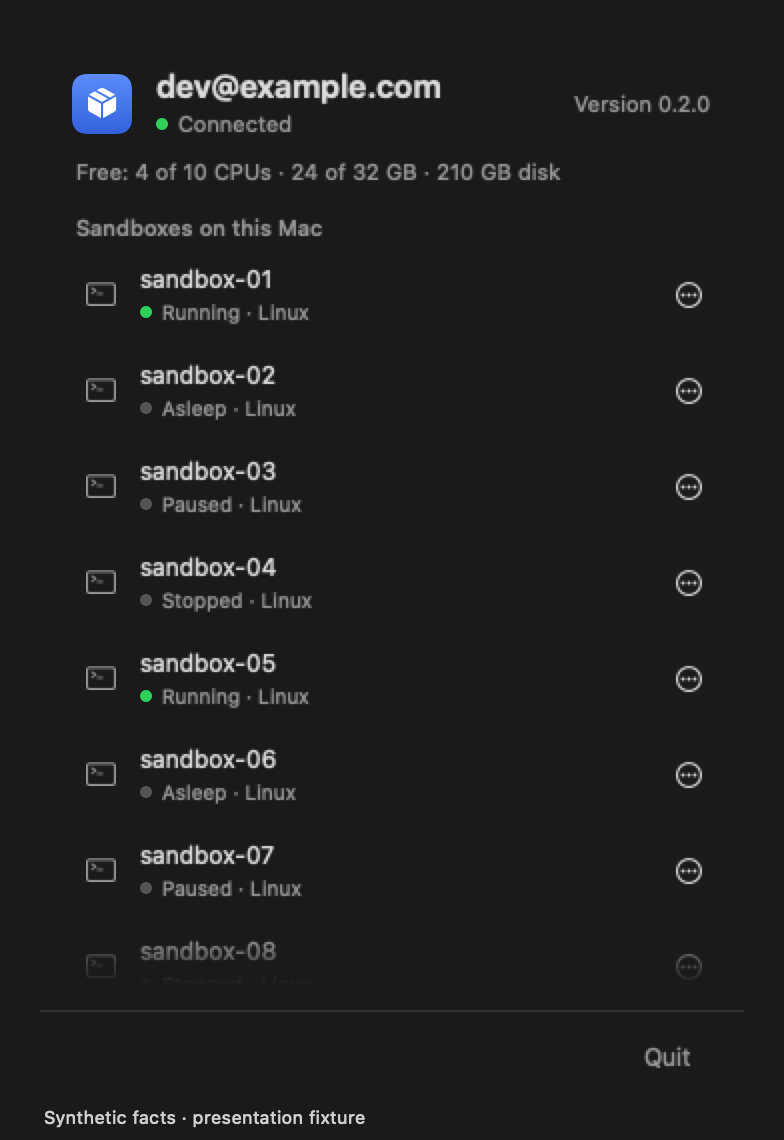 dev@example.com
Connected
Version 0.2.0
Free: 4 of 10 CPUs · 24 of 32 GB · 210 GB disk
Sandboxes on this Mac
sandbox-01
Running · Linux
sandbox-02
Asleep · Linux
sandbox-03
Paused · Linux
sandbox-04
Stopped · Linux
sandbox-05
Running · Linux
sandbox-06
Asleep · Linux
sandbox-07
Paused · Linux
sandbox-08
Quit
Synthetic facts · presentation fixture